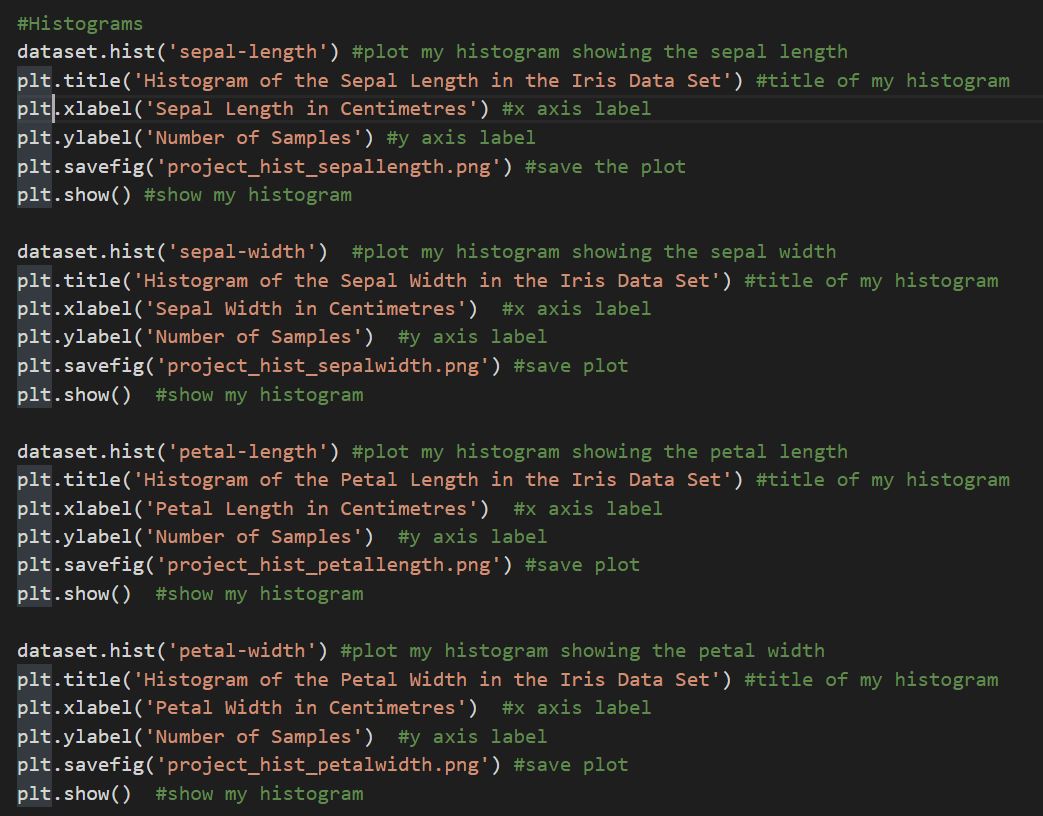 #Histograms
dataset.hist('sepal-length') #plot my histogram showing the sepal length
plt.title('Histogram of the Sepal Length in the Iris Data Set') #title of my histogram
plt.xlabel('Sepal Length in Centimetres') #x axis label
plt.ylabel('Number of Samples') #y axis label
plt.savefig('project_hist_sepallength.png') #save the plot
plt.show() #show my histogram

dataset.hist('sepal-width')  #plot my histogram showing the sepal width
plt.title('Histogram of the Sepal Width in the Iris Data Set') #title of my histogram
plt.xlabel('Sepal Width in Centimetres')  #x axis label
plt.ylabel('Number of Samples')  #y axis label
plt.savefig('project_hist_sepalwidth.png') #save plot
plt.show()  #show my histogram

dataset.hist('petal-length') #plot my histogram showing the petal length
plt.title('Histogram of the Petal Length in the Iris Data Set') #title of my histogram
plt.xlabel('Petal Length in Centimetres')  #x axis label
plt.ylabel('Number of Samples')  #y axis label
plt.savefig('project_hist_petallength.png') #save plot
plt.show()  #show my histogram

dataset.hist('petal-width') #plot my histogram showing the petal width
plt.title('Histogram of the Petal Width in the Iris Data Set') #title of my histogram
plt.xlabel('Petal Width in Centimetres')  #x axis label
plt.ylabel('Number of Samples')  #y axis label
plt.savefig('project_hist_petalwidth.png') #save plot
plt.show()  #show my histogram